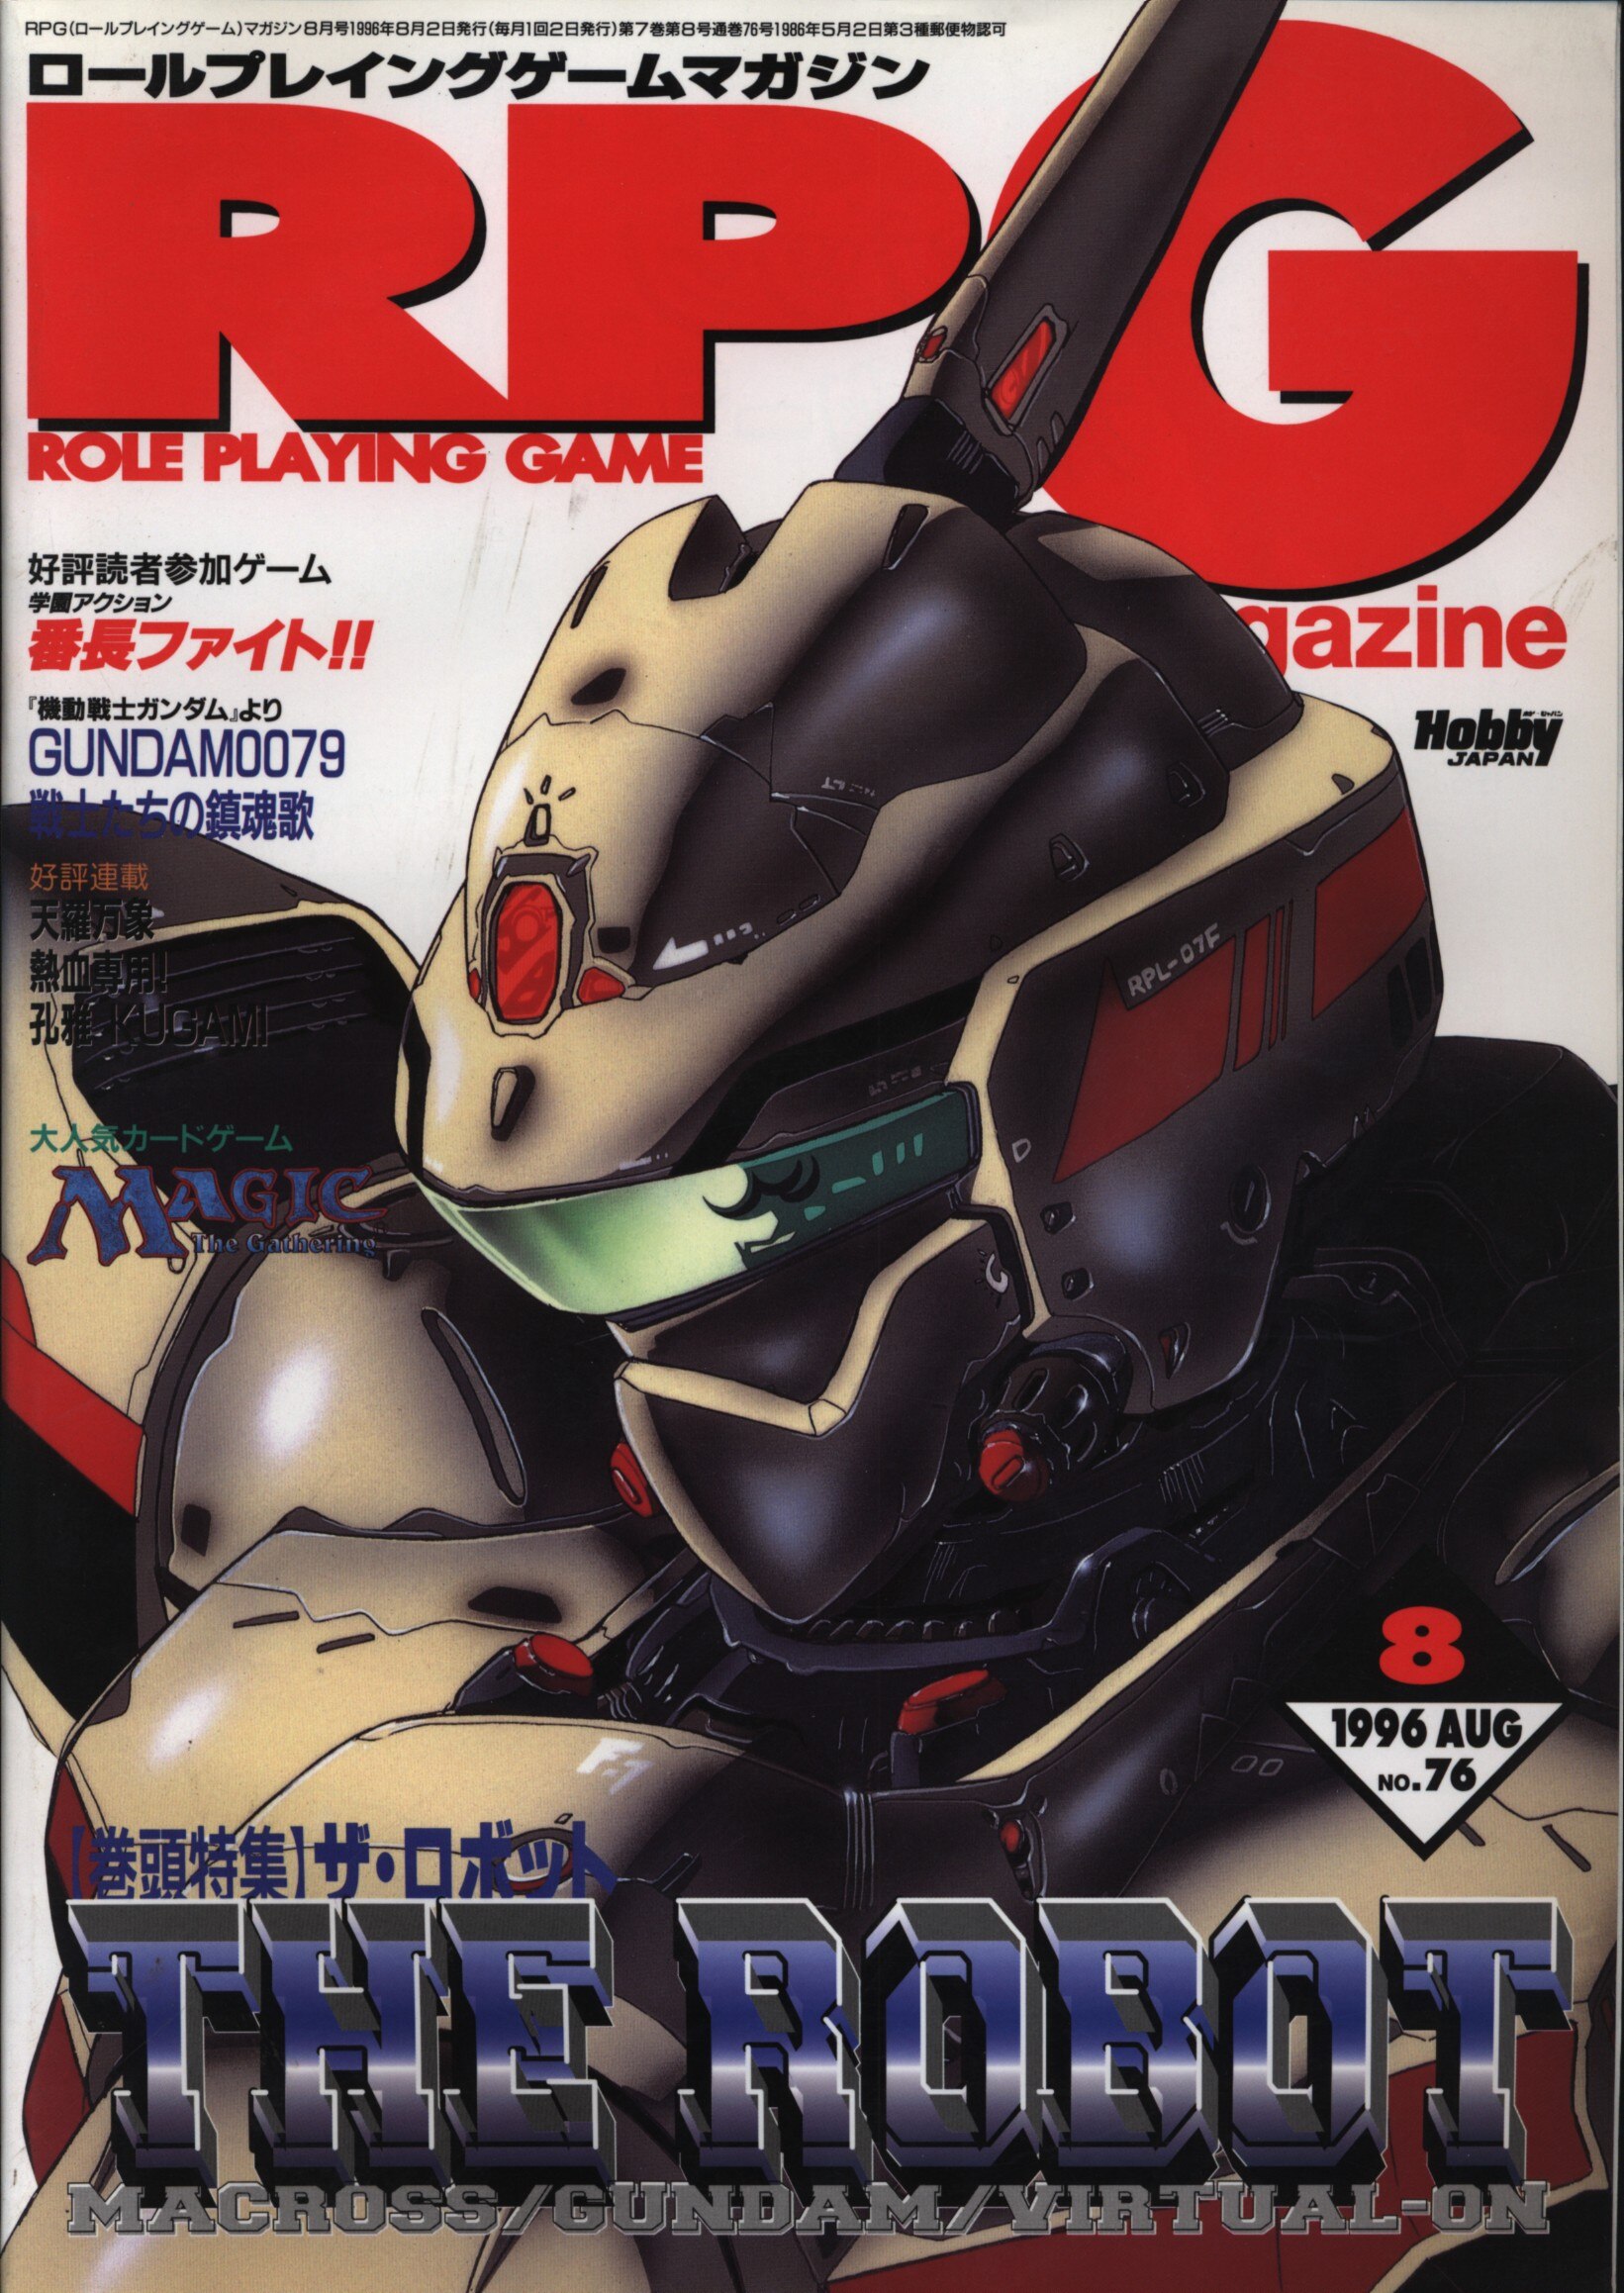 RPG(ロールプレイングゲーム)マガジン8月号1996年8月2日発行(毎月1回2日発行)第7巻第8号通巻76号1986年5月2日第3種郵便物認可
ロールプレイングゲームマガジン
RPG
ROLE PLAYING GAME
gazine
Hobby
JAPAN
好評読者参加ゲーム
学園アクション
番長ファイト!!
『機動戦士ガンダム』より
GUNDAM0079
戦士たちの鎮魂歌
好評連載
天羅万象
熱血専用!
孔雀 KUGAMI
大人気カードゲーム
MAGIC
The Gathering
RPL-07F
D
F-7
8
1996 AUG
NO.76
【巻頭特集】ザ・ロボット
THE ROBOT
MACROSS/GUNDAM/VIRTUAL-ON